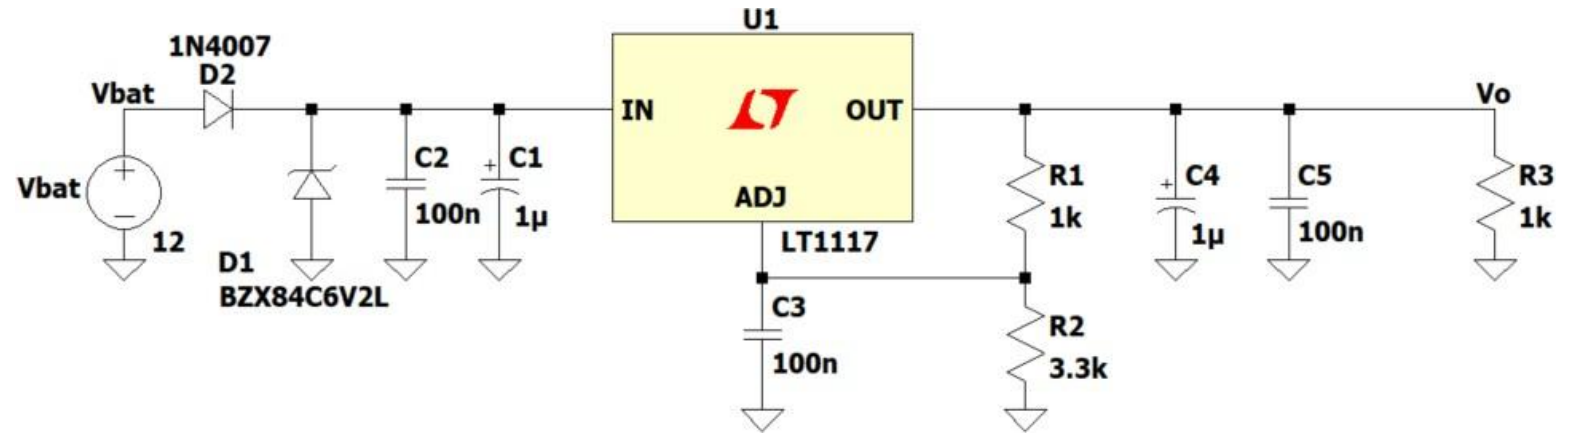 U1
1N4007
D2
Vbat
Vo
IN
OUT
C2
C1
R1
C4
C5
R3
Vbat
ADJ
100n
1µ
1k
1µ
100n
1k
12
LT1117
D1
BZX84C6V2L
C3
R2
100n
3.3k
+
−
+
+